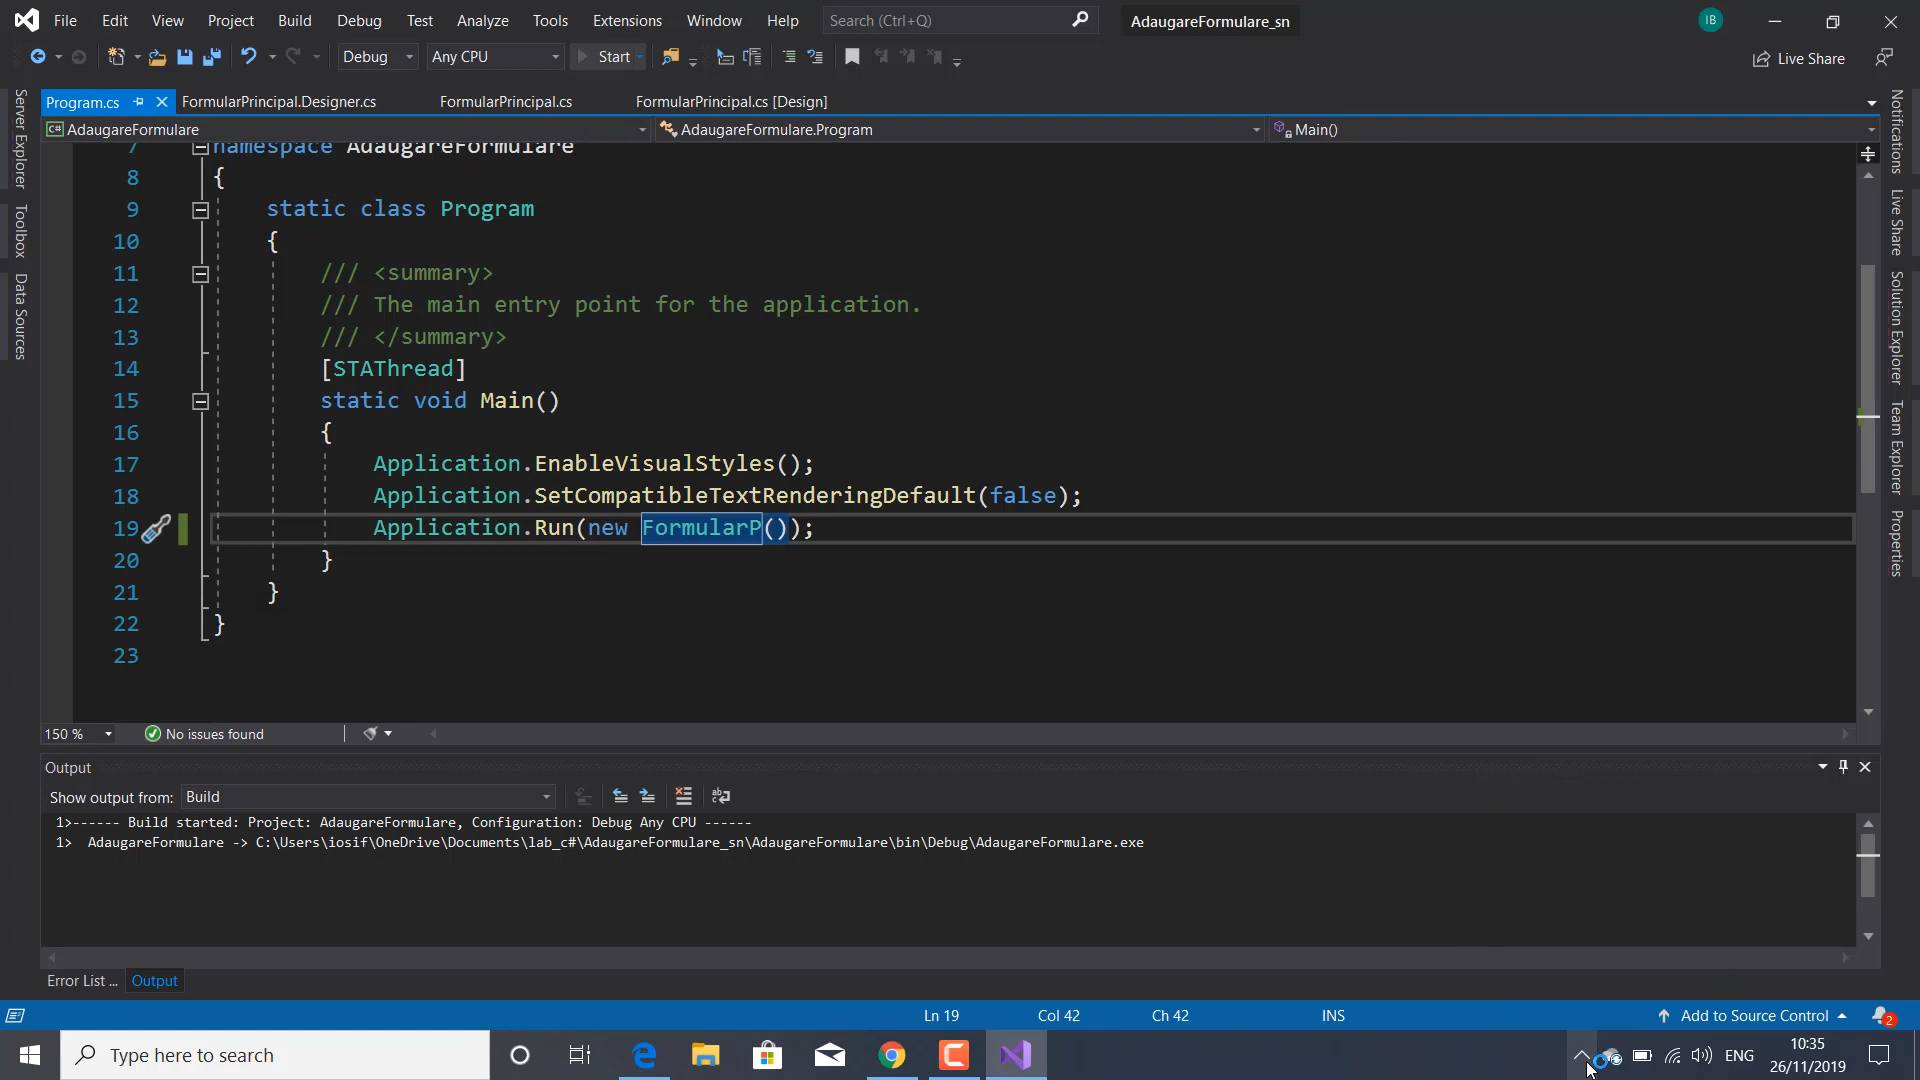 File Edit View Project Build Debug Test Analyze Tools Extensions Window Help Search (Ctrl+Q) AdaugareFormulare_sn IB
Debug Any CPU Start Live Share
Program.cs FormularPrincipal.Designer.cs FormularPrincipal.cs FormularPrincipal.cs [Design]
C# AdaugareFormulare AdaugareFormulare.Program Main()
7 namespace AdaugareFormulare
8 {
9 static class Program
10 {
11 /// <summary>
12 /// The main entry point for the application.
13 /// </summary>
14 [STAThread]
15 static void Main()
16 {
17 Application.EnableVisualStyles();
18 Application.SetCompatibleTextRenderingDefault(false);
19 Application.Run(new FormularP());
20 }
21 }
22 }
23
Server Explorer
Toolbox
Data Sources
Notifications
Live Share
Solution Explorer
Team Explorer
Properties
150 % No issues found
Output
Show output from: Build
1>------ Build started: Project: AdaugareFormulare, Configuration: Debug Any CPU ------
1> AdaugareFormulare -> C:\Users\iosif\OneDrive\Documents\lab_c#\AdaugareFormulare_sn\AdaugareFormulare\bin\Debug\AdaugareFormulare.exe
Error List ... Output
Ln 19 Col 42 Ch 42 INS Add to Source Control 2
Type here to search ENG 10:35
26/11/2019